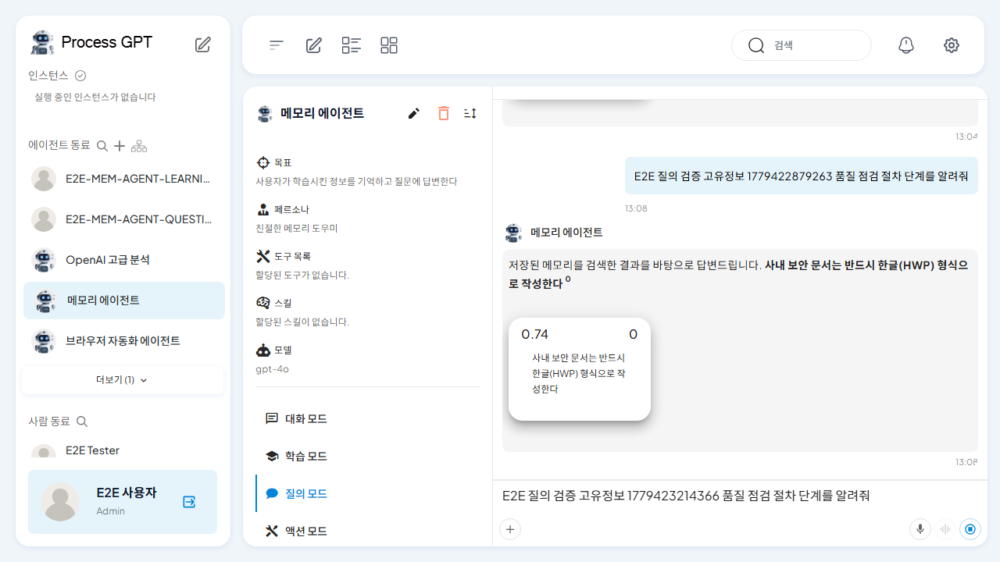 Process GPT
인스턴스
실행 중인 인스턴스가 없습니다
에이전트 동료
E2E-MEM-AGENT-LEARNI...
E2E-MEM-AGENT-QUESTI...
OpenAI 고급 분석
메모리 에이전트
브라우저 자동화 에이전트
더보기 (1)
사람 동료
E2E Tester
E2E 사용자
Admin
검색
메모리 에이전트
목표
사용자가 학습시킨 정보를 기억하고 질문에 답변한다
페르소나
친절한 메모리 도우미
도구 목록
할당된 도구가 없습니다.
스킬
할당된 스킬이 없습니다.
모델
gpt-4o
대화 모드
학습 모드
질의 모드
액션 모드
13:04
E2E 질의 검증 고유정보 1779422879263 품질 점검 절차 단계를 알려줘
13:08
메모리 에이전트
저장된 메모리를 검색한 결과를 바탕으로 답변드립니다. 사내 보안 문서는 반드시 한글(HWP) 형식으
로 작성한다 0
0.74 0
사내 보안 문서는 반드시
한글(HWP) 형식으로 작
성한다
13:08
E2E 질의 검증 고유정보 1779423214366 품질 점검 절차 단계를 알려줘